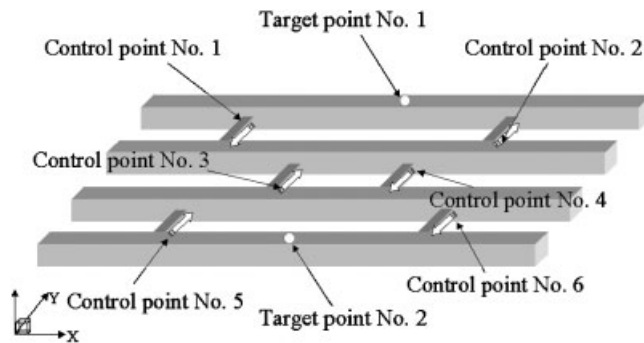 Target point No. 1
Control point No. 1
Control point No. 2
Control point No. 3
Control point No. 4
Control point No. 5
Target point No. 2
Control point No. 6
Y
X